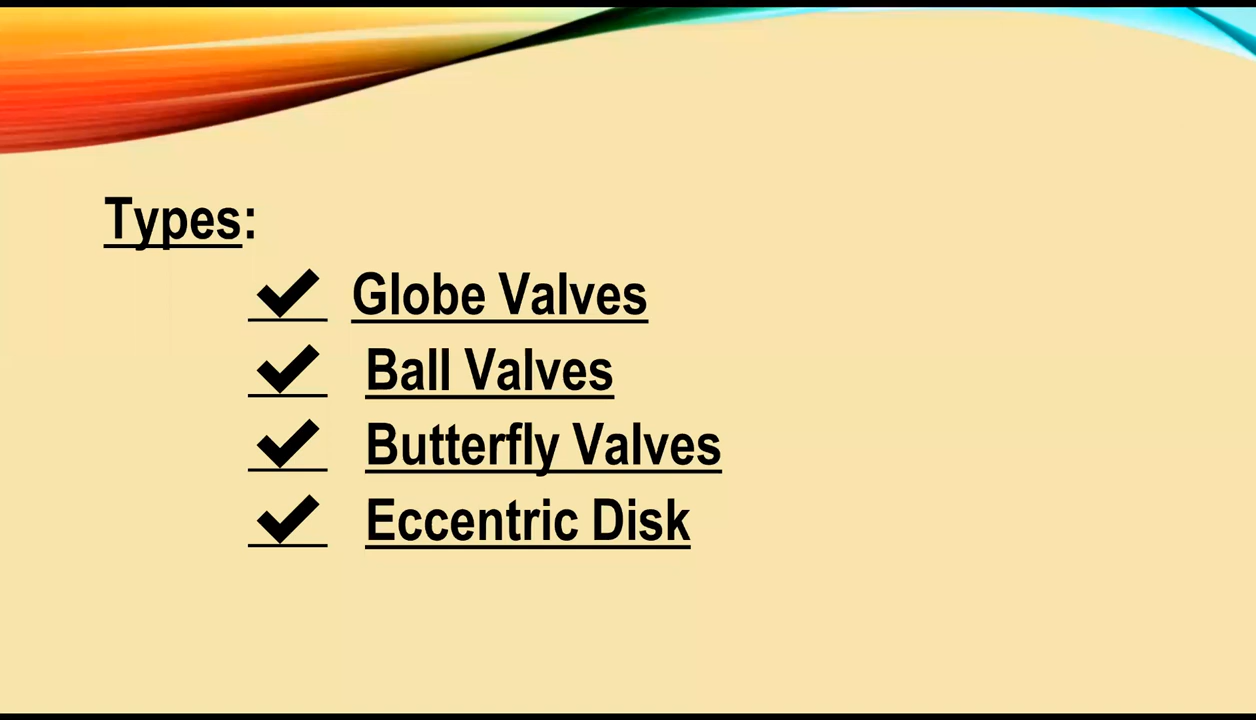 Types:
✔ Globe Valves
✔ Ball Valves
✔ Butterfly Valves
✔ Eccentric Disk